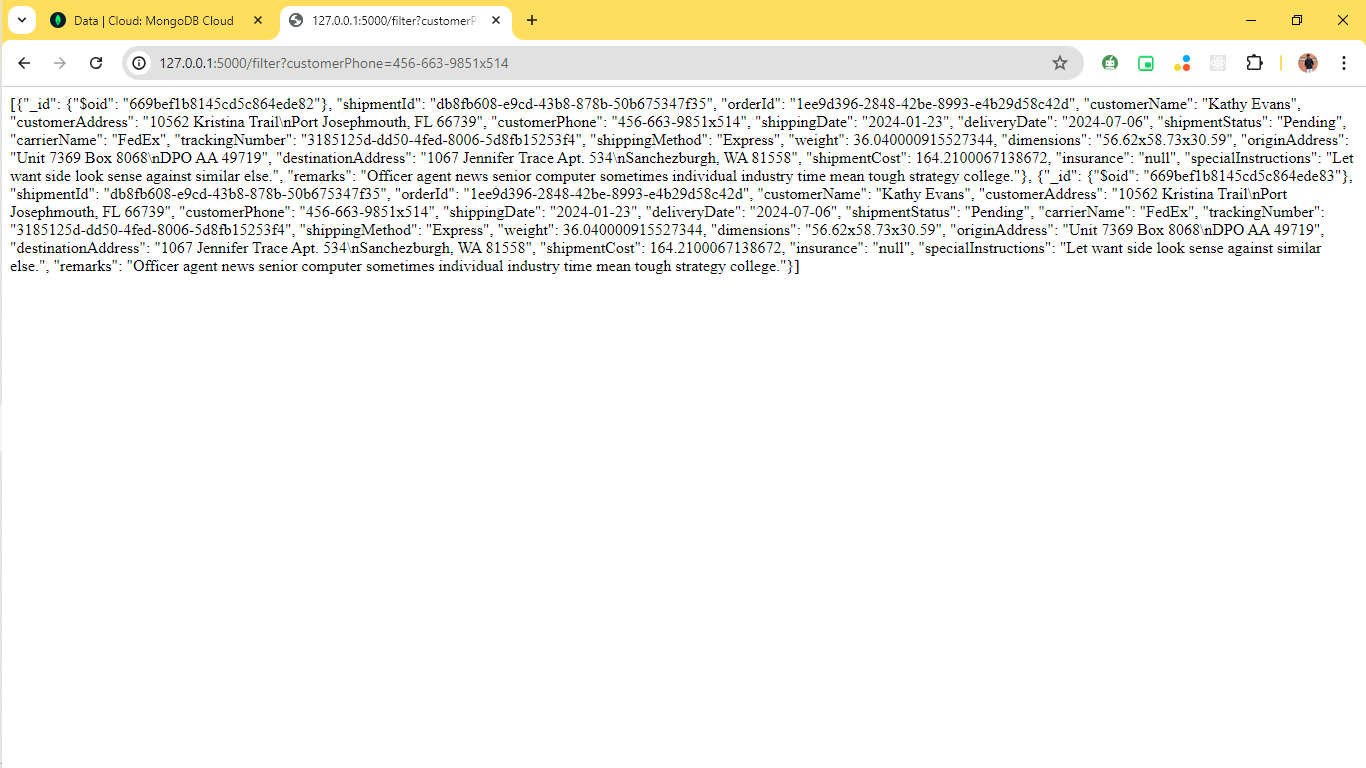 Data | Cloud: MongoDB Cloud
127.0.0.1:5000/filter?customerP
127.0.0.1:5000/filter?customerPhone=456-663-9851x514
[{"_id": {"$oid": "669bef1b8145cd5c864ede82"}, "shipmentId": "db8fb608-e9cd-43b8-878b-50b675347f35", "orderId": "1ee9d396-2848-42be-8993-e4b29d58c42d", "customerName": "Kathy Evans",
"customerAddress": "10562 Kristina Trail\nPort Josephmouth, FL 66739", "customerPhone": "456-663-9851x514", "shippingDate": "2024-01-23", "deliveryDate": "2024-07-06", "shipmentStatus": "Pending",
"carrierName": "FedEx", "trackingNumber": "3185125d-dd50-4fed-8006-5d8fb15253f4", "shippingMethod": "Express", "weight": 36.040000915527344, "dimensions": "56.62x58.73x30.59", "originAddress":
"Unit 7369 Box 8068\nDPO AA 49719", "destinationAddress": "1067 Jennifer Trace Apt. 534\nSanchezburgh, WA 81558", "shipmentCost": 164.2100067138672, "insurance": "null", "specialInstructions": "Let
want side look sense against similar else.", "remarks": "Officer agent news senior computer sometimes individual industry time mean tough strategy college."}, {"_id": {"$oid": "669bef1b8145cd5c864ede83"},
"shipmentId": "db8fb608-e9cd-43b8-878b-50b675347f35", "orderId": "1ee9d396-2848-42be-8993-e4b29d58c42d", "customerName": "Kathy Evans", "customerAddress": "10562 Kristina Trail\nPort
Josephmouth, FL 66739", "customerPhone": "456-663-9851x514", "shippingDate": "2024-01-23", "deliveryDate": "2024-07-06", "shipmentStatus": "Pending", "carrierName": "FedEx", "trackingNumber":
"3185125d-dd50-4fed-8006-5d8fb15253f4", "shippingMethod": "Express", "weight": 36.040000915527344, "dimensions": "56.62x58.73x30.59", "originAddress": "Unit 7369 Box 8068\nDPO AA 49719",
"destinationAddress": "1067 Jennifer Trace Apt. 534\nSanchezburgh, WA 81558", "shipmentCost": 164.2100067138672, "insurance": "null", "specialInstructions": "Let want side look sense against similar
else.", "remarks": "Officer agent news senior computer sometimes individual industry time mean tough strategy college."}]